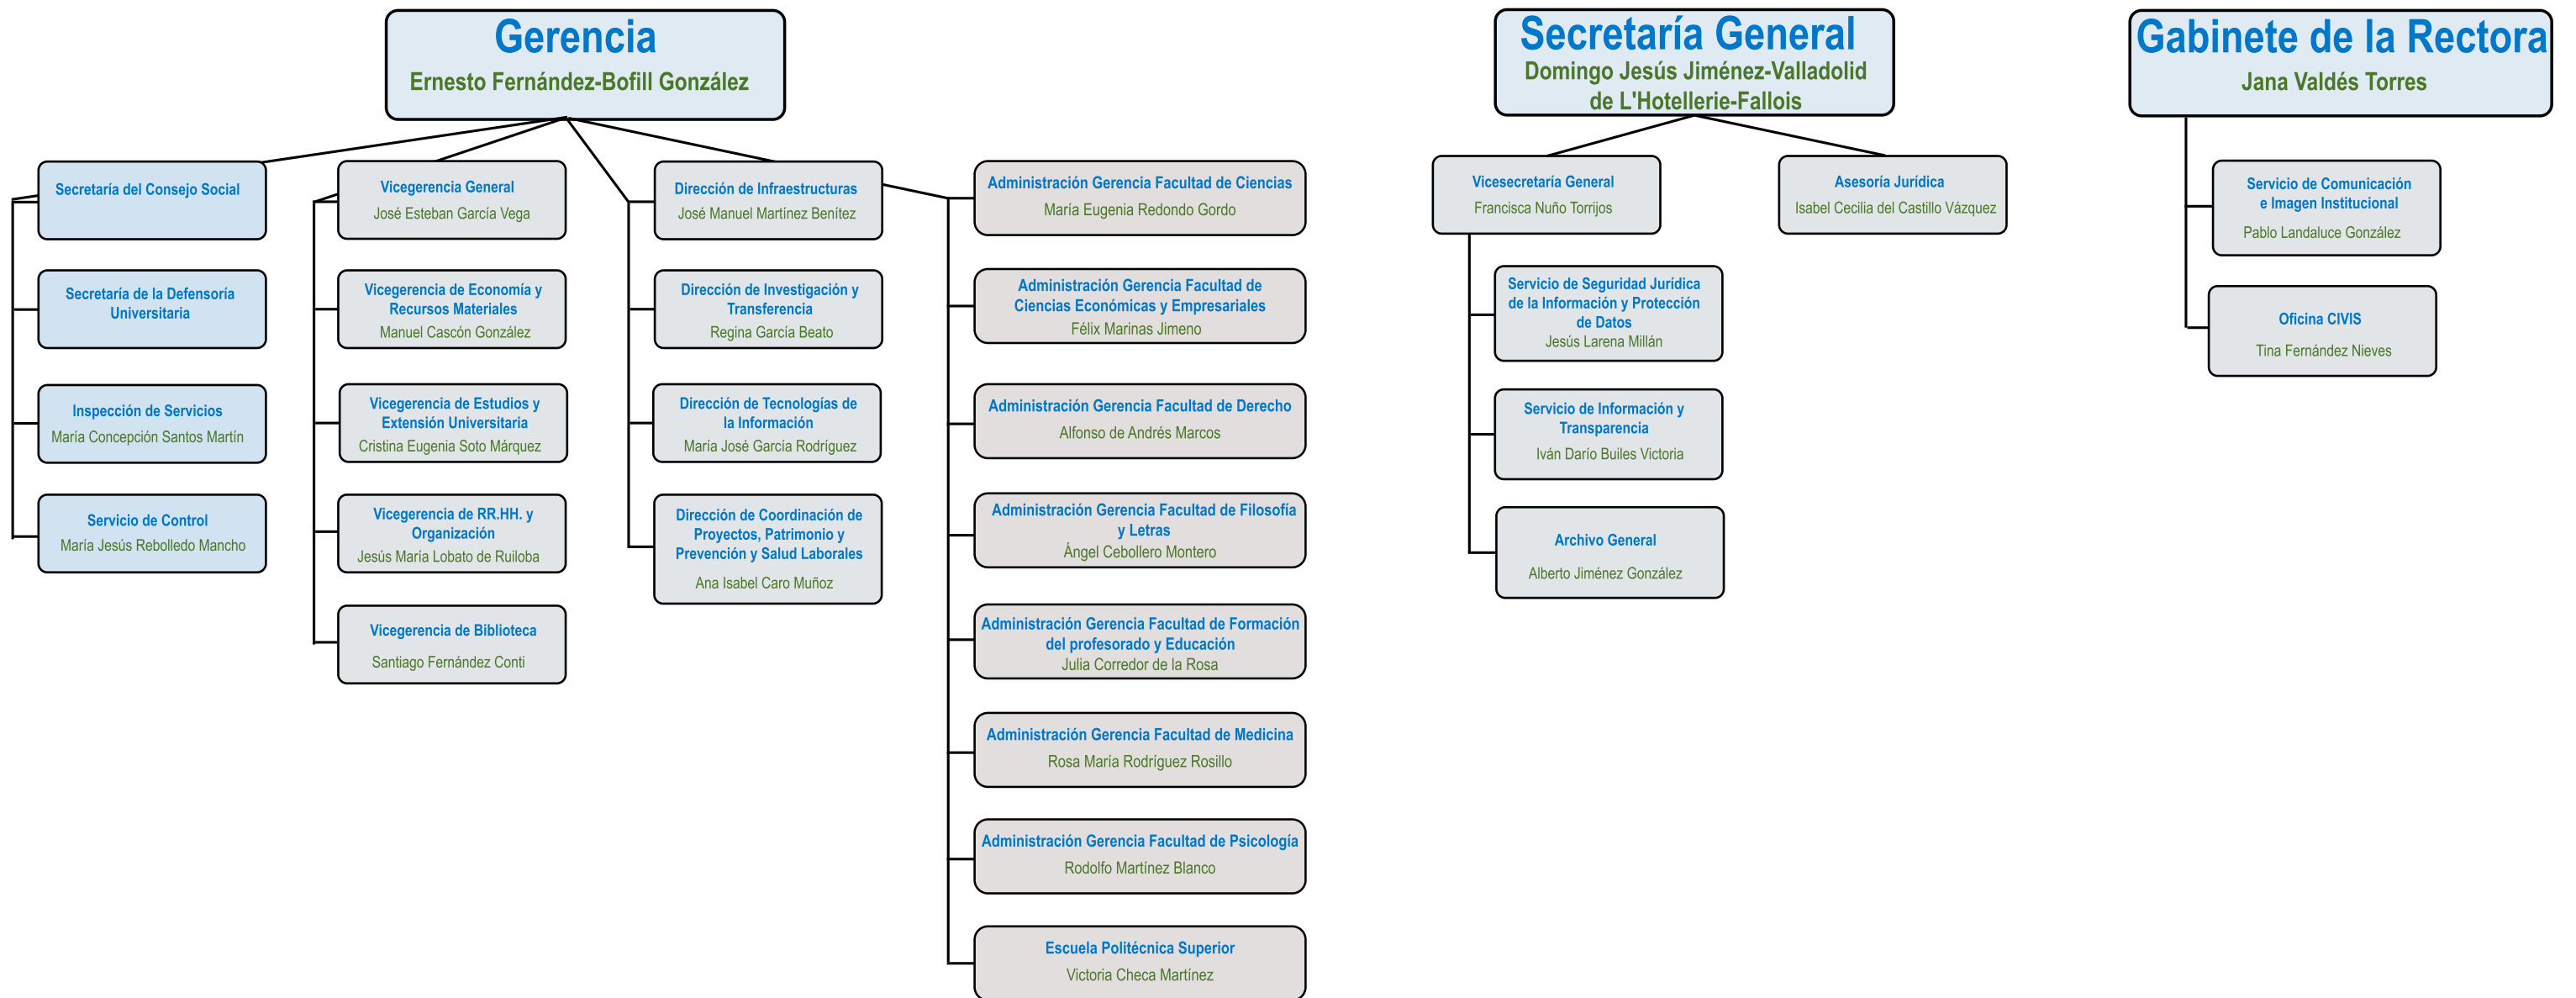 Gerencia
Ernesto Fernández-Bofill González
Secretaría del Consejo Social
Secretaría de la Defensoría
Universitaria
Inspección de Servicios
María Concepción Santos Martín
Servicio de Control
María Jesús Rebolledo Mancho
Vicegerencia General
José Esteban García Vega
Vicegerencia de Economía y
Recursos Materiales
Manuel Cascón González
Vicegerencia de Estudios y
Extensión Universitaria
Cristina Eugenia Soto Márquez
Vicegerencia de RR.HH. y
Organización
Jesús María Lobato de Ruiloba
Vicegerencia de Biblioteca
Santiago Fernández Conti
Dirección de Infraestructuras
José Manuel Martínez Benítez
Dirección de Investigación y
Transferencia
Regina García Beato
Dirección de Tecnologías de
la Información
María José García Rodríguez
Dirección de Coordinación de
Proyectos, Patrimonio y
Prevención y Salud Laborales
Ana Isabel Caro Muñoz
Administración Gerencia Facultad de Ciencias
María Eugenia Redondo Gordo
Administración Gerencia Facultad de
Ciencias Económicas y Empresariales
Félix Marinas Jimeno
Administración Gerencia Facultad de Derecho
Alfonso de Andrés Marcos
Administración Gerencia Facultad de Filosofía
y Letras
Ángel Cebollero Montero
Administración Gerencia Facultad de Formación
del profesorado y Educación
Julia Corredor de la Rosa
Administración Gerencia Facultad de Medicina
Rosa María Rodríguez Rosillo
Administración Gerencia Facultad de Psicología
Rodolfo Martínez Blanco
Escuela Politécnica Superior
Victoria Checa Martínez
Secretaría General
Domingo Jesús Jiménez-Valladolid
de L'Hotellerie-Fallois
Vicesecretaría General
Francisca Nuño Torrijos
Servicio de Seguridad Jurídica
de la Información y Protección
de Datos
Jesús Larena Millán
Servicio de Información y
Transparencia
Iván Darío Builes Victoria
Archivo General
Alberto Jiménez González
Asesoría Jurídica
Isabel Cecilia del Castillo Vázquez
Gabinete de la Rectora
Jana Valdés Torres
Servicio de Comunicación
e Imagen Institucional
Pablo Landaluce González
Oficina CIVIS
Tina Fernández Nieves